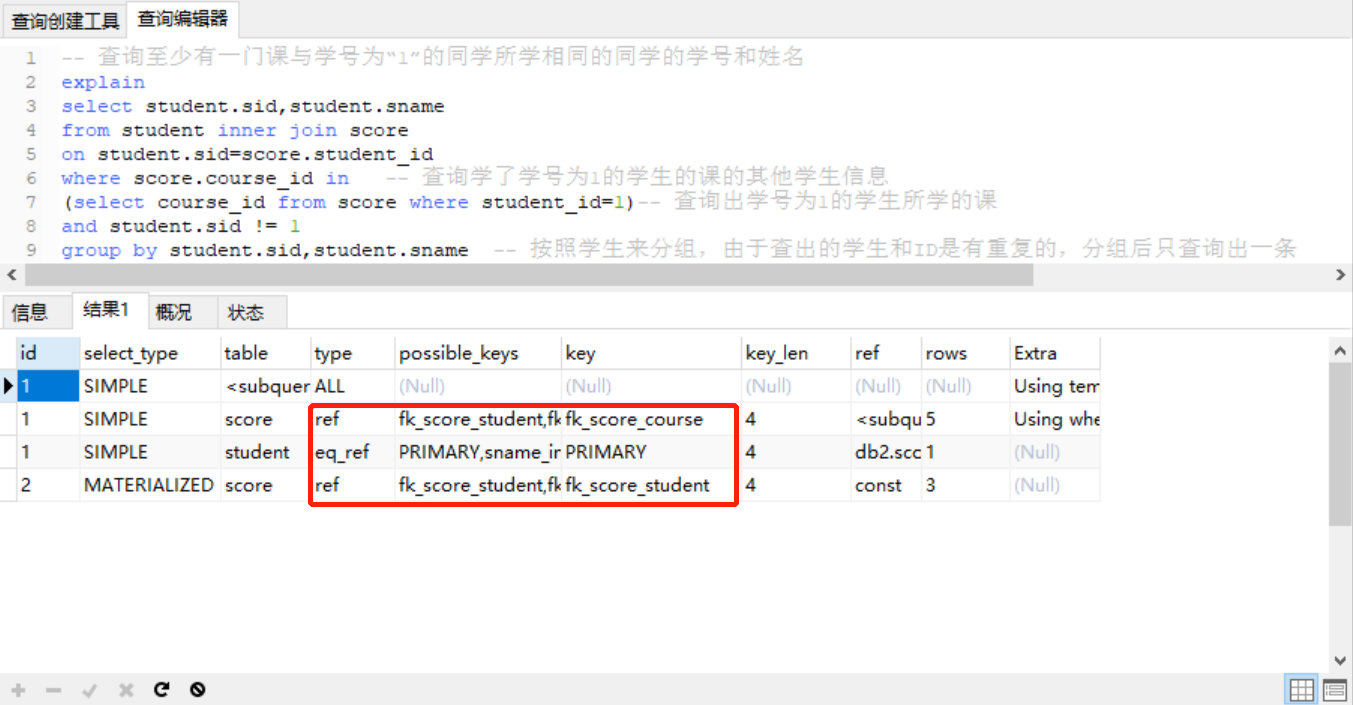 查询创建工具 查询编辑器
1 -- 查询至少有一门课与学号为“1”的同学所学相同的同学的学号和姓名
2 explain
3 select student.sid,student.sname
4 from student inner join score
5 on student.sid=score.student_id
6 where score.course_id in -- 查询学了学号为1的学生的课的其他学生信息
7 (select course_id from score where student_id=1)-- 查询出学号为1的学生所学的课
8 and student.sid != 1
9 group by student.sid,student.sname -- 按照学生来分组，由于查出的学生和ID是有重复的，分组后只查询出一条
信息 结果1 概况 状态
id select_type table type possible_keys key key_len ref rows Extra
1 SIMPLE <subquer ALL (Null) (Null) (Null) (Null) (Null) Using tem
1 SIMPLE score ref fk_score_student,fk fk_score_course 4 <subqu 5 Using whe
1 SIMPLE student eq_ref PRIMARY,sname_in PRIMARY 4 db2.scc 1 (Null)
2 MATERIALIZED score ref fk_score_student,fk fk_score_student 4 const 3 (Null)